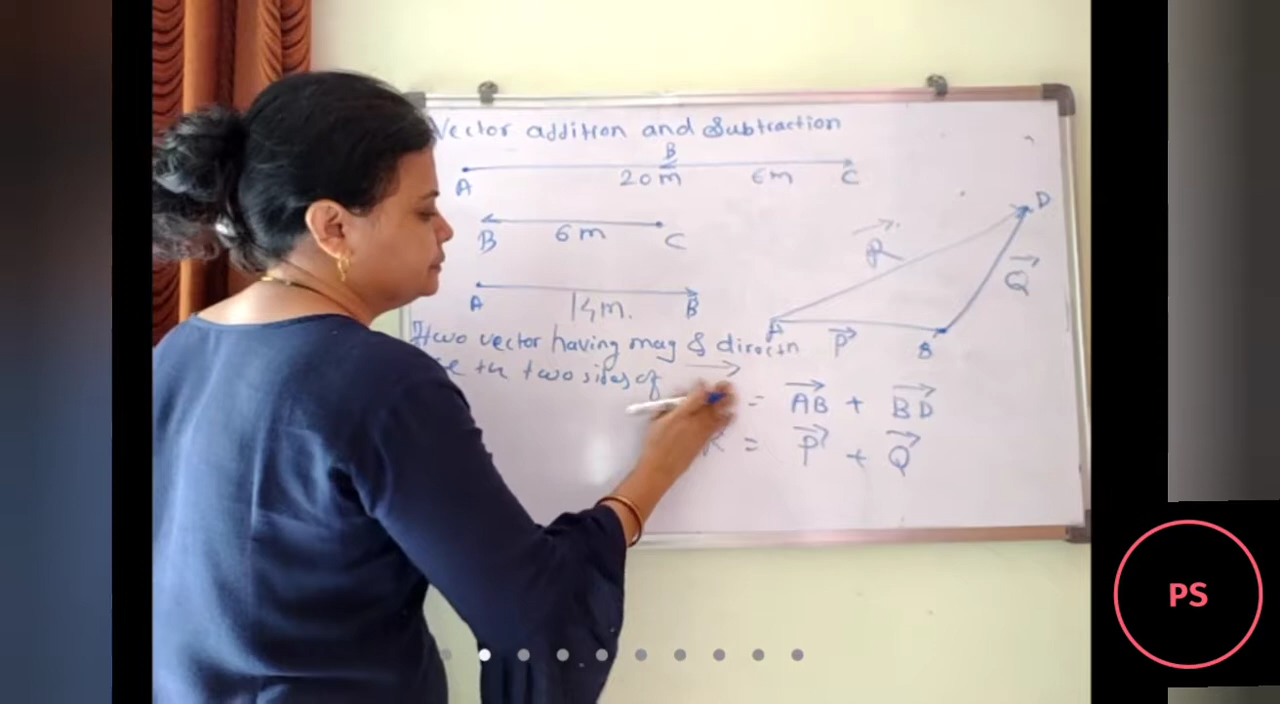 Vector addition and Subtraction
B
A 20m 6m C
B 6m C
D
R
Q
A 14m. B
A P B
If two vector having mag & directn
the two sides of
= AB + BD
R = P + Q
PS